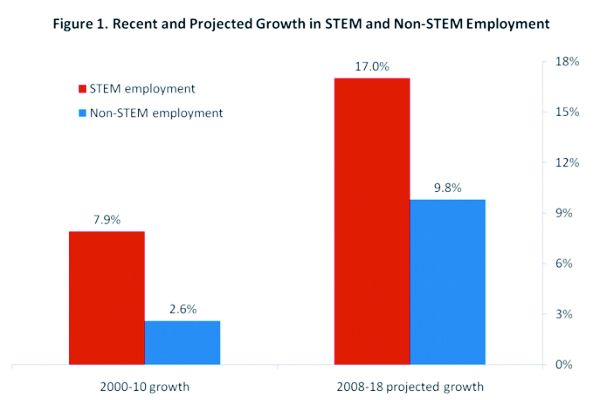 Figure 1. Recent and Projected Growth in STEM and Non-STEM Employment
STEM employment
Non-STEM employment
7.9%
2.6%
17.0%
9.8%
18%
15%
12%
9%
6%
3%
0%
2000-10 growth
2008-18 projected growth